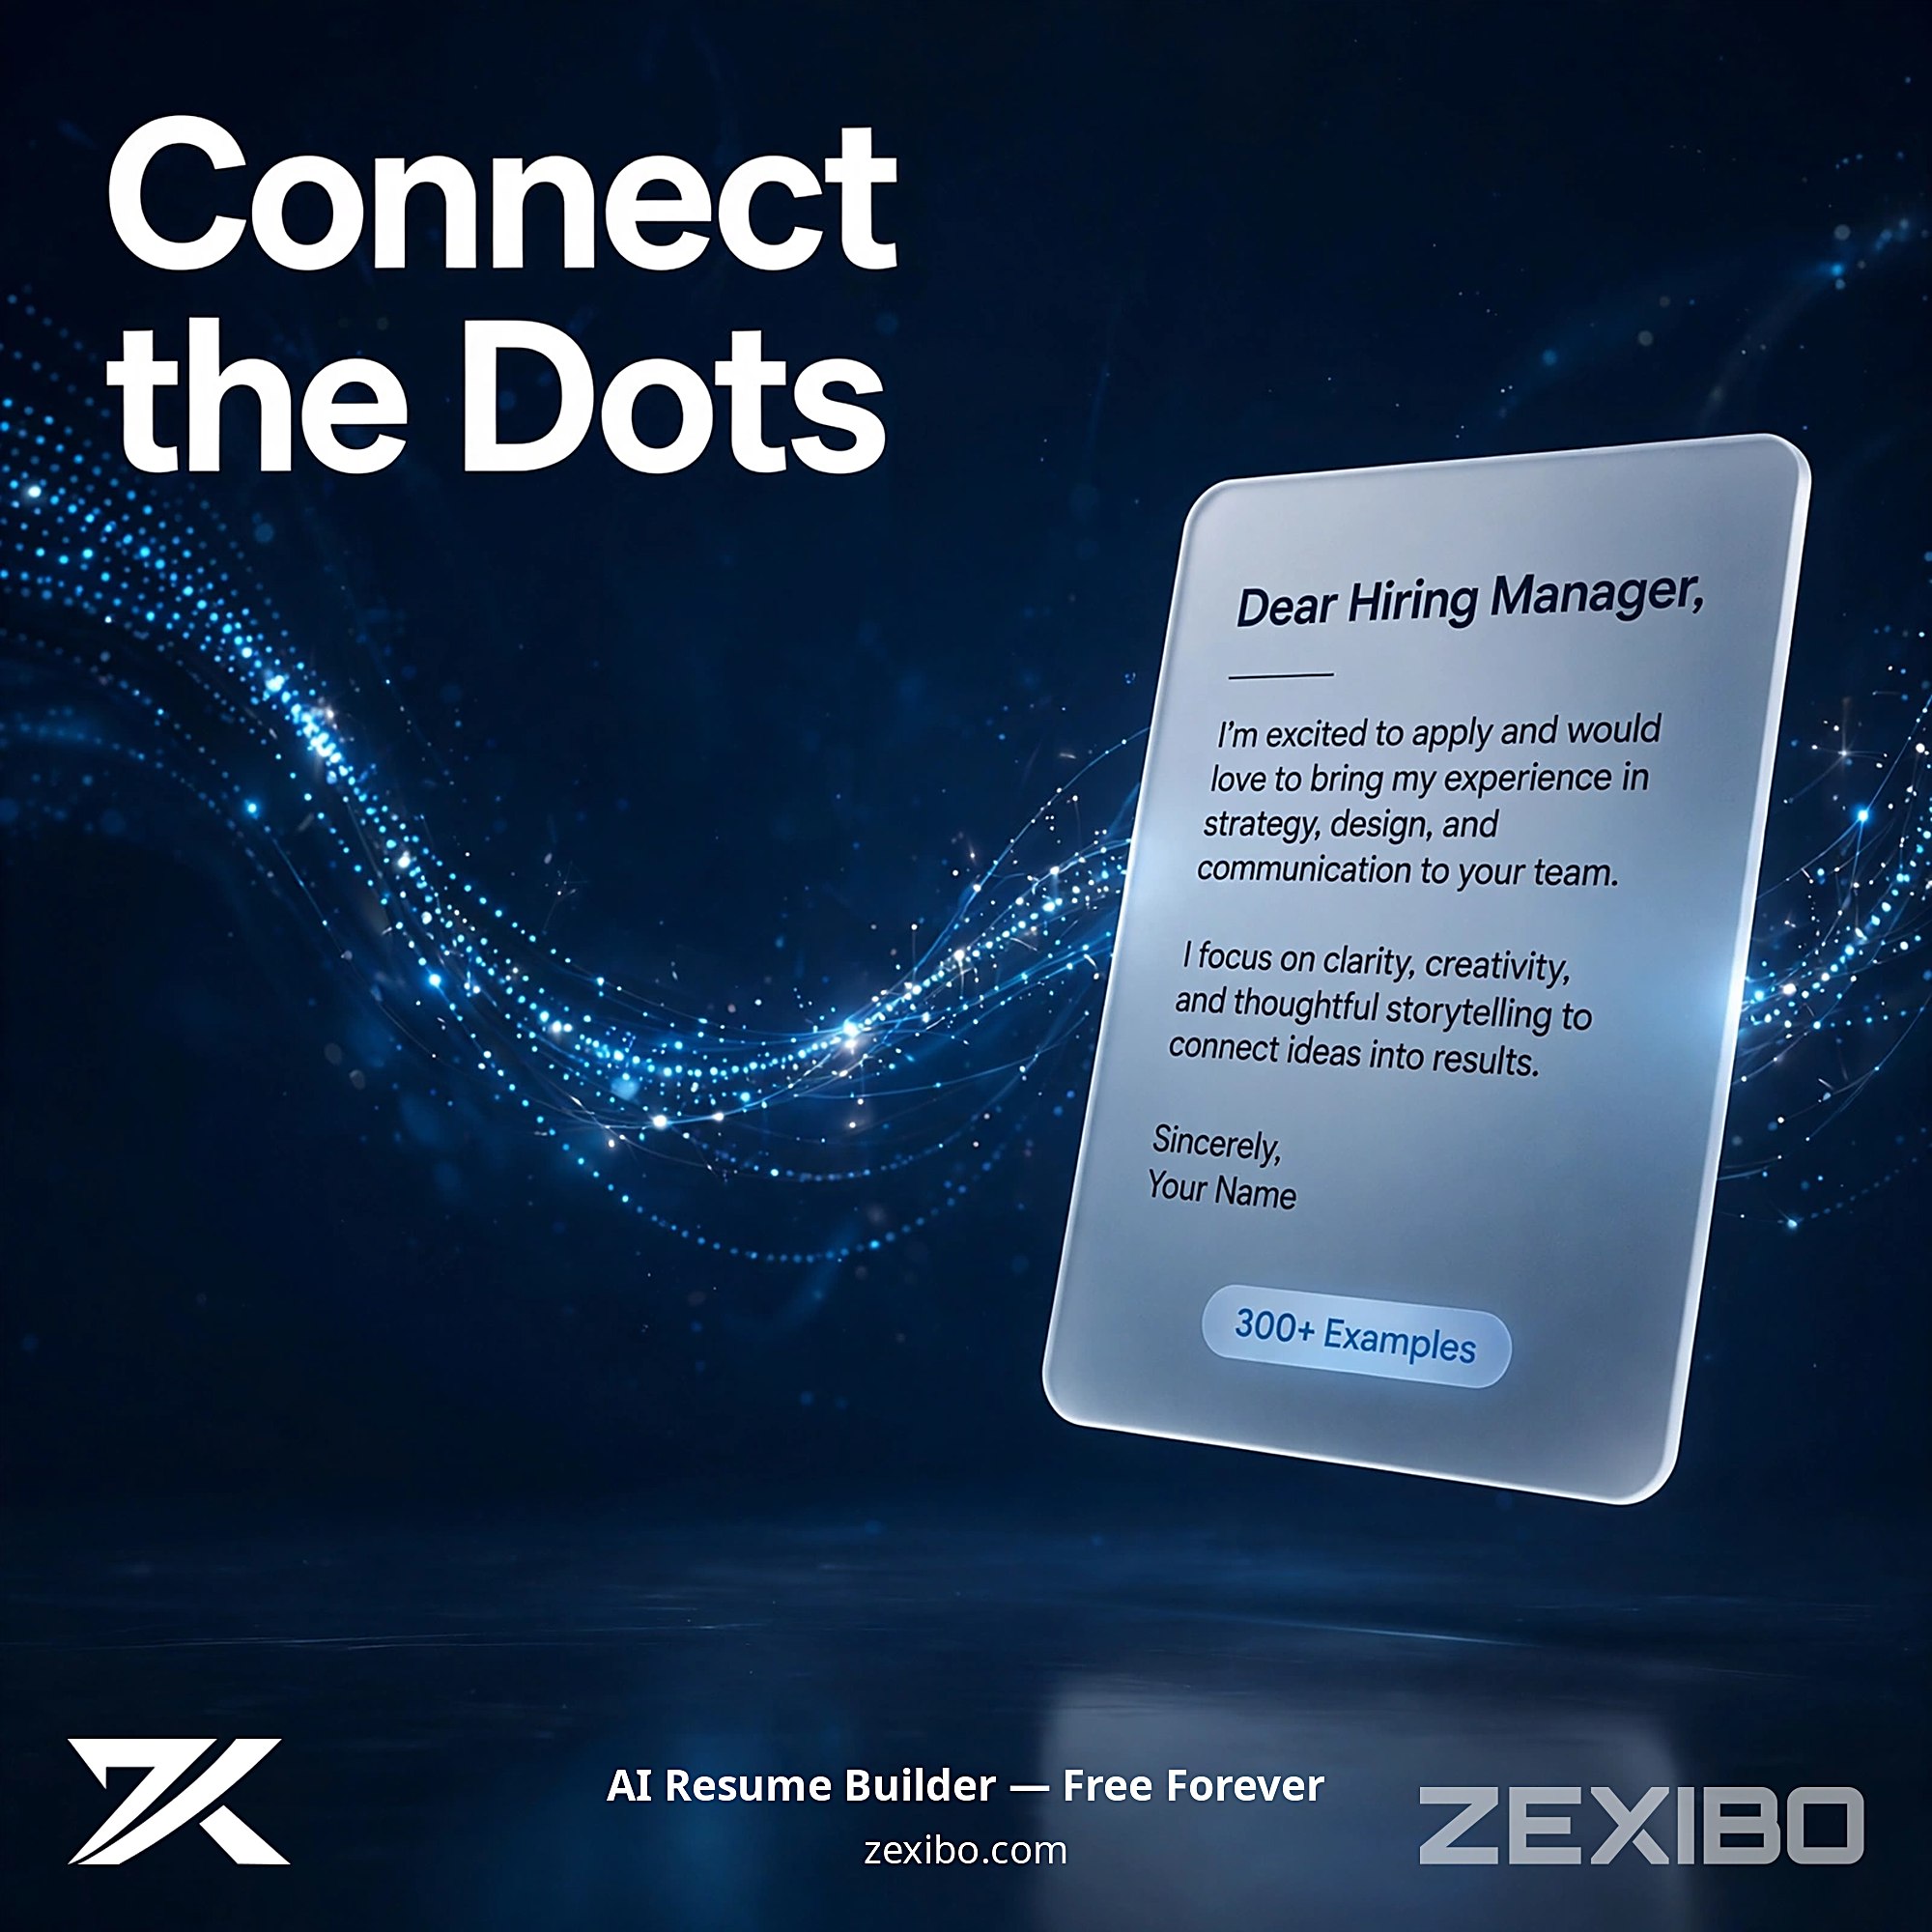 Connect
the Dots
Dear Hiring Manager,
I’m excited to apply and would
love to bring my experience in
strategy, design, and
communication to your team.
I focus on clarity, creativity,
and thoughtful storytelling to
connect ideas into results.
Sincerely,
Your Name
300+ Examples
AI Resume Builder — Free Forever
zexibo.com
ZEXIBO